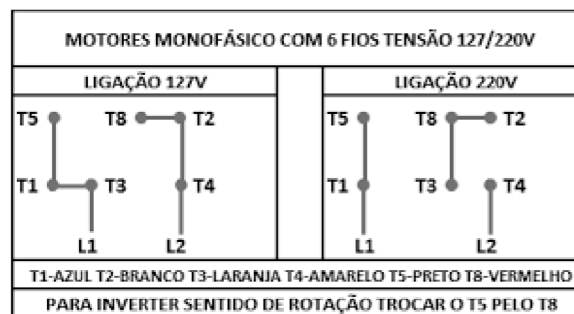 MOTORES MONOFÁSICO COM 6 FIOS TENSÃO 127/220V
LIGAÇÃO 127V
LIGAÇÃO 220V
T5 T8 T2
T1 T3 T4
L1 L2
T5 T8 T2
T1 T3 T4
L1 L2
T1-AZUL T2-BRANCO T3-LARANJA T4-AMARELO T5-PRETO T8-VERMELHO
PARA INVERTER SENTIDO DE ROTAÇÃO TROCAR O T5 PELO T8